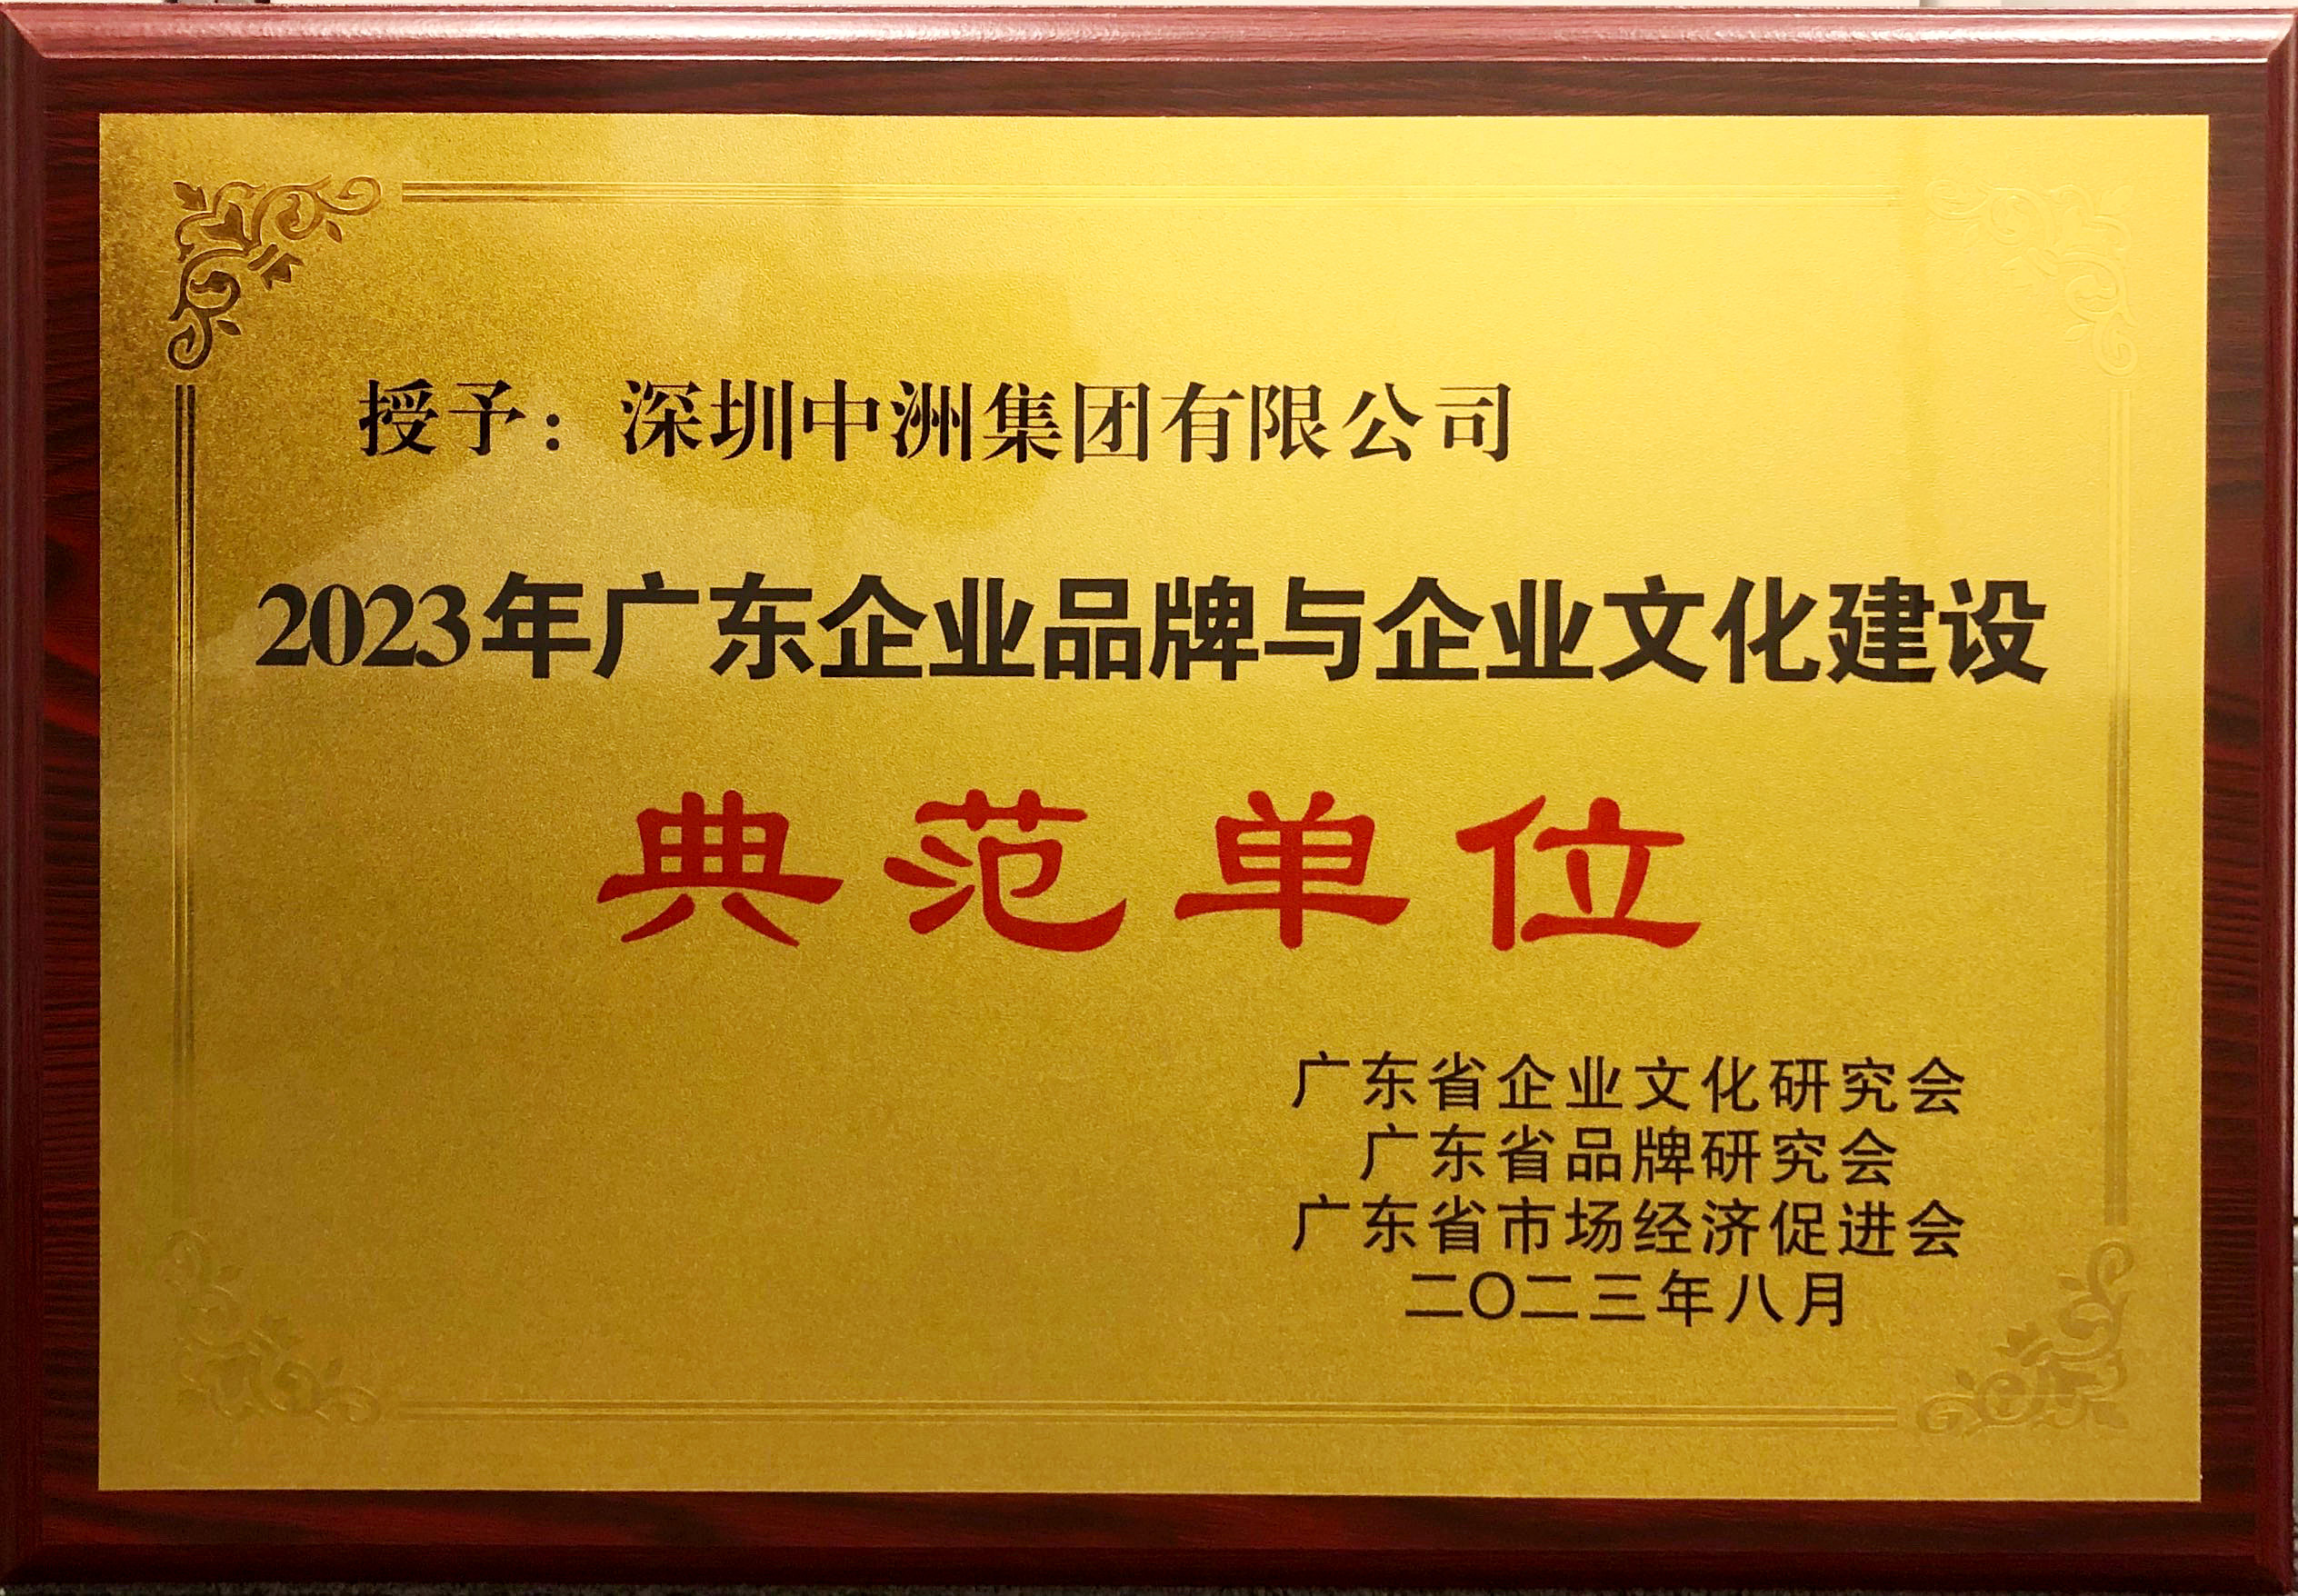 授予：深圳中洲集团有限公司
2023年广东企业品牌与企业文化建设
典范单位
广东省企业文化研究会
广东省品牌研究会
广东省市场经济促进会
二〇二三年八月